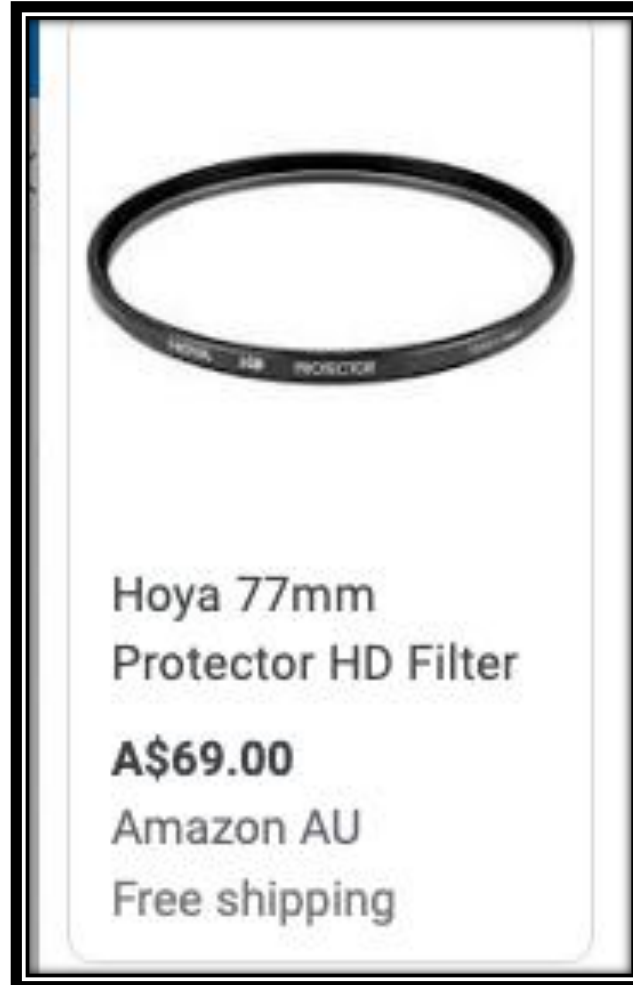 HOYA HD PROTECTOR
Hoya 77mm
Protector HD Filter
A$69.00
Amazon AU
Free shipping